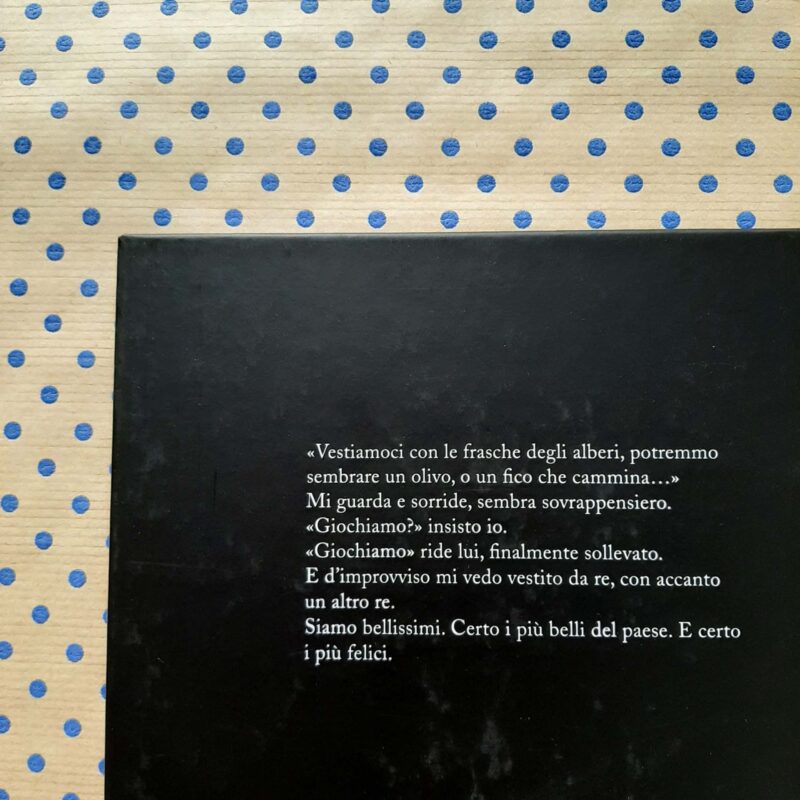 «Vestiamoci con le frasche degli alberi, potremmo
sembrare un olivo, o un fico che cammina…»
Mi guarda e sorride, sembra sovrappensiero.
«Giochiamo?» insisto io.
«Giochiamo» ride lui, finalmente sollevato.
E d’improvviso mi vedo vestito da re, con accanto
un altro re.
Siamo bellissimi. Certo i più belli del paese. E certo
i più felici.